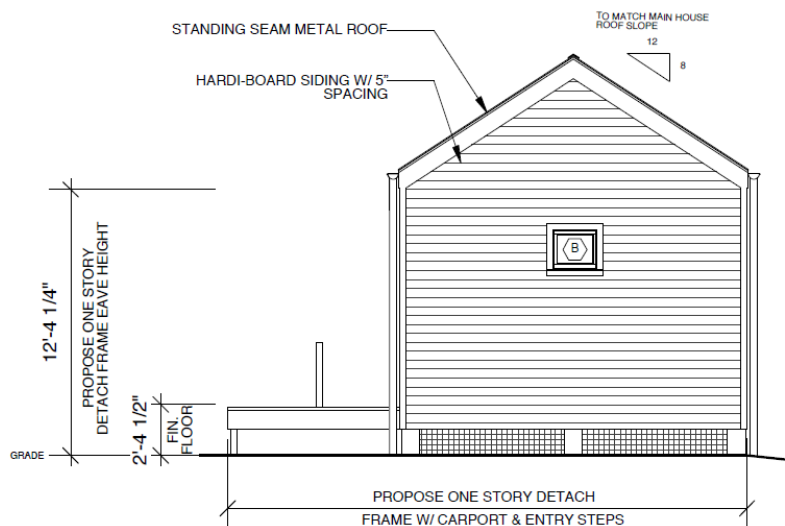 TO MATCH MAIN HOUSE
ROOF SLOPE
12
8
STANDING SEAM METAL ROOF
HARDI-BOARD SIDING W/ 5"
SPACING
B
12'-4 1/4"
PROPOSE ONE STORY
DETACH FRAME EAVE HEIGHT
2'-4 1/2"
FIN.
FLOOR
GRADE
PROPOSE ONE STORY DETACH
FRAME W/ CARPORT & ENTRY STEPS